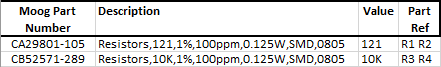 Moog Part Number Description Value Part Ref
CA29801-105 Resistors,121,1%,100ppm,0.125W,SMD,0805 121 R1 R2
CB52571-289 Resistors,10K,1%,100ppm,0.125W,SMD,0805 10K R3 R4